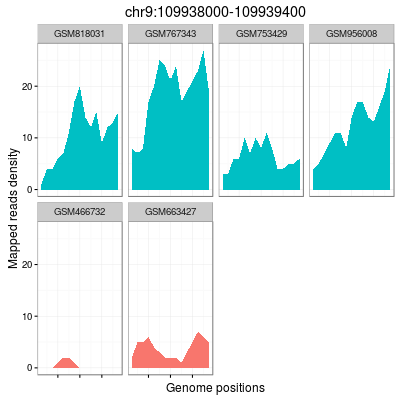 chr9:109938000-109939400
GSM818031 GSM767343 GSM753429 GSM956008
20
10
0
GSM466732 GSM663427
20
10
0
Mapped reads density
Genome positions